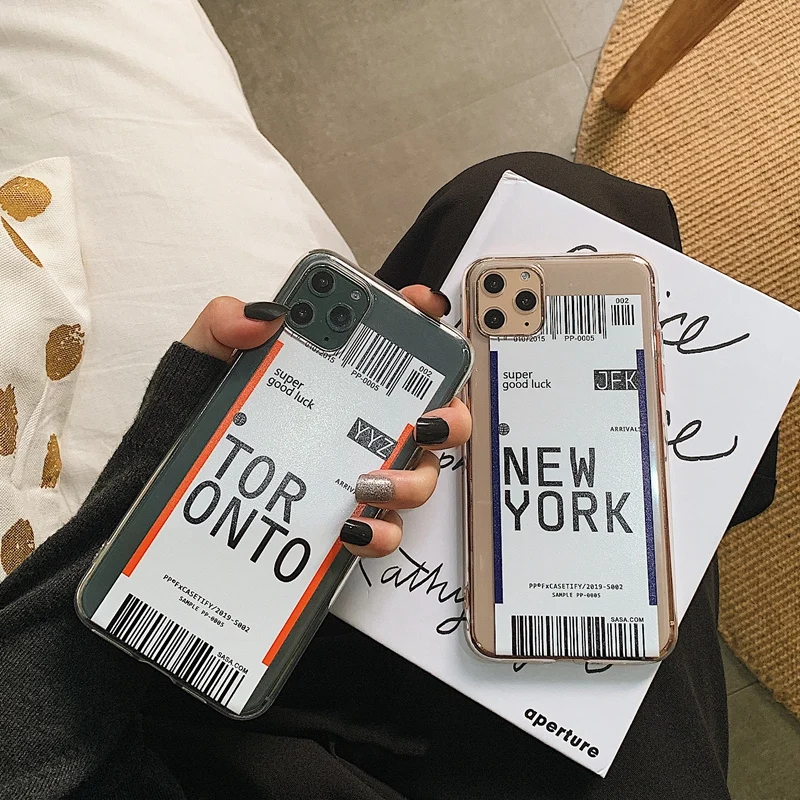 002
010/2015 PP-0005
super
good luck
YYZ
ARRIVALS
TOR
ONTO
PP®FxCASETIFY/2019-S002
SAMPLE PP-0005
SASA.COM
002
010/2015 PP-0005
super
good luck
JFK
ARRIVALS
NEW
YORK
PP®FxCASETIFY/2019-S002
SAMPLE PP-0005
SASA.COM
Kathy
aperture